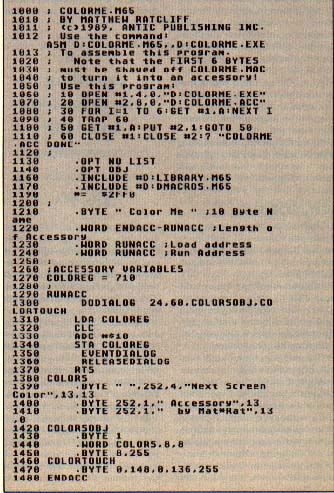 1000 ; COLORME.M65
1010 ; BY MATTHEW RATCLIFF
1011 ; (c)1989, ANTIC PUBLISHING INC.
1012 ; Use the command:
     ASM D:COLORME.M65,,D:COLORME.EXE
1013 ; To assemble this program.
1020 ;   Note that the FIRST 6 BYTES
1030 ; must be shaved off COLORME.MAC
1040 ; to turn it into an accessory!
1050 ; Use this program!
1060 ; 10 OPEN #1,4,0,"D:COLORME.EXE"
1070 ; 20 OPEN #2,8,0,"D:COLORME.ACC"
1080 ; 30 FOR I=1 TO 6:GET #1,A:NEXT I
1090 ; 40 TRAP 60
1100 ; 50 GET #1,A:PUT #2,1:GOTO 50
1110 ; 60 CLOSE #1:CLOSE #2:? "COLORME
.ACC DONE"
1120 ;
1130     .OPT NO LIST
1140     .OPT OBJ
1160     .INCLUDE #D:LIBRARY.M65
1170     .INCLUDE #D:DMACROS.M65
1190     *=  $2FF0
1200 ;
1210     .BYTE " Color Me " ;10 Byte N
ame
1220     .WORD ENDACC-RUNACC ;Length o
f Accessory
1230     .WORD RUNACC ;Load address
1240     .WORD RUNACC ;Run Address
1250 ;
1260 ;ACCESSORY VARIABLES
1270 COLOREG = 710
1280 ;
1290 RUNACC
1300     DODIALOG  24,60,COLORSOBJ,CO
LORTOUCH
1310     LDA COLOREG
1320     CLC
1330     ADC #$10
1340     STA COLOREG
1350     EVENTDIALOG
1360     RELEASEDIALOG
1370     RTS
1380 COLORS
1390     .BYTE " ",252,4,"Next Screen
Color",13,13
1400     .BYTE 252,1," Accessory",13
1410     .BYTE 252,1,"  by Mat*Rat",13
,0
1420 COLORSOBJ
1430     .BYTE 1
1440     .WORD COLORS,8,8
1450     .BYTE 8,255
1460 COLORTOUCH
1470     .BYTE 0,148,0,136,255
1480 ENDACC